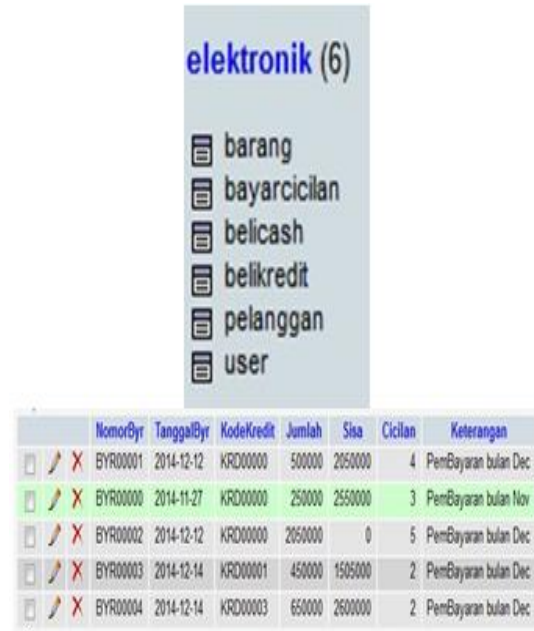 elektronik (6)
barang
bayarcicilan
belicash
belikredit
pelanggan
user
NomorByr TanggalByr KodeKredit Jumlah Sisa Cicilan Keterangan
BYR00001 2014-12-12 KRD00000 500000 2050000 4 PemBayaran bulan Dec
BYR00000 2014-11-27 KRD00000 250000 2550000 3 PemBayaran bulan Nov
BYR00002 2014-12-12 KRD00000 2050000 0 5 PemBayaran bulan Dec
BYR00003 2014-12-14 KRD00001 450000 1505000 2 PemBayaran bulan Dec
BYR00004 2014-12-14 KRD00003 650000 2600000 2 PemBayaran bulan Dec